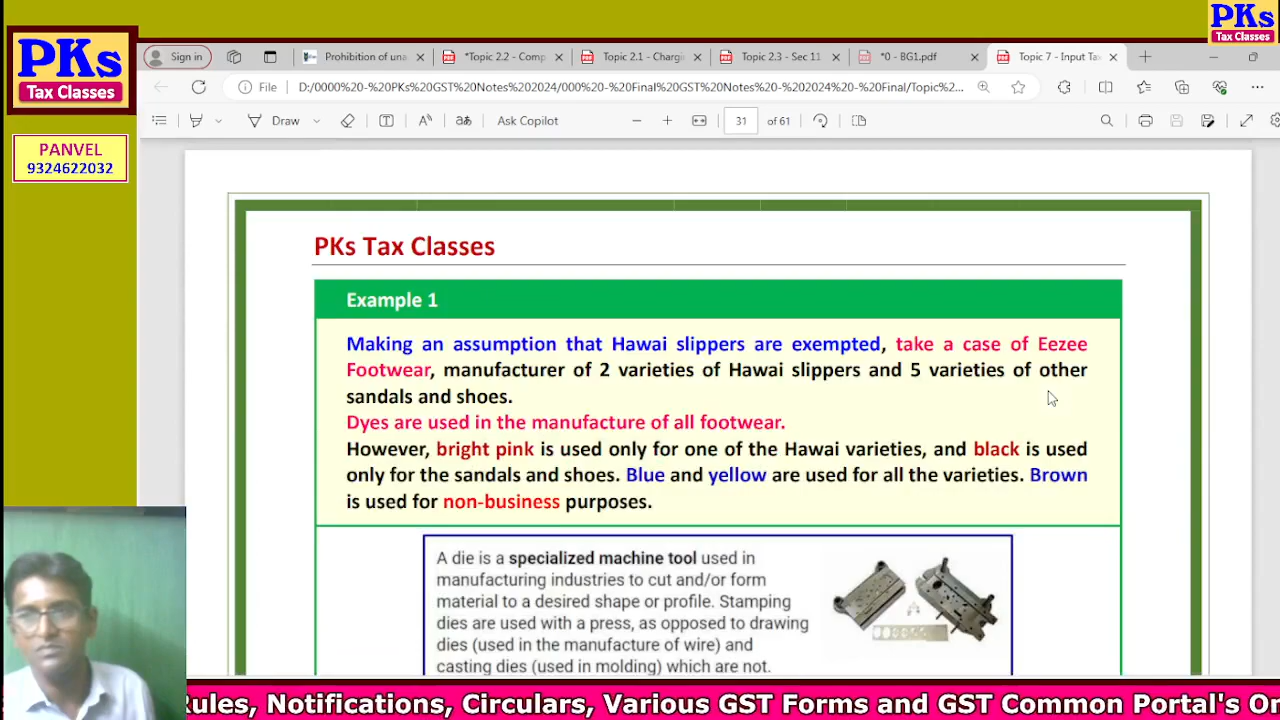 PKs
Tax Classes
PKs
Tax Classes
PANVEL
9324622032
Sign in
Prohibition of una
*Topic 2.2 - Comp
Topic 2.1 - Chargi
Topic 2.3 - Sec 11
*0 - BG1.pdf
Topic 7 - Input Tax
File
D:/0000%20-%20PKs%20GST%20Notes%202024/000%20-%20Final%20GST%20Notes%20-%202024%20-%20Final/Topic%...
Draw
Ask Copilot
31
of 61
PKs Tax Classes
Example 1
Making an assumption that Hawai slippers are exempted, take a case of Eezee
Footwear, manufacturer of 2 varieties of Hawai slippers and 5 varieties of other
sandals and shoes.
Dyes are used in the manufacture of all footwear.
However, bright pink is used only for one of the Hawai varieties, and black is used
only for the sandals and shoes. Blue and yellow are used for all the varieties. Brown
is used for non-business purposes.
A die is a specialized machine tool used in
manufacturing industries to cut and/or form
material to a desired shape or profile. Stamping
dies are used with a press, as opposed to drawing
dies (used in the manufacture of wire) and
casting dies (used in molding) which are not.
Rules, Notifications, Circulars, Various GST Forms and GST Common Portal's On